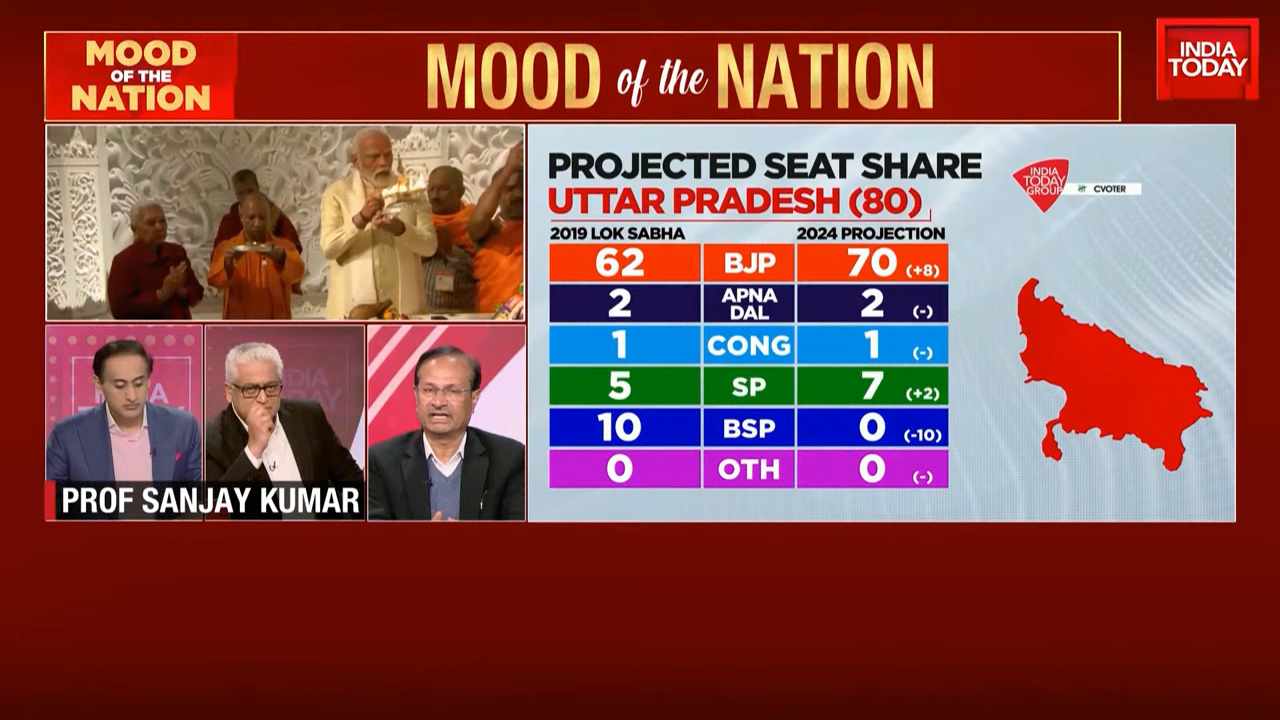 MOOD
OF THE
NATION
MOOD of the NATION
INDIA
TODAY
PROJECTED SEAT SHARE
UTTAR PRADESH (80)
INDIA
TODAY
GROUP
CVOTER
2019 LOK SABHA
2024 PROJECTION
62 BJP 70 (+8)
2 APNA DAL 2 (-)
1 CONG 1 (-)
5 SP 7 (+2)
10 BSP 0 (-10)
0 OTH 0 (-)
PROF SANJAY KUMAR